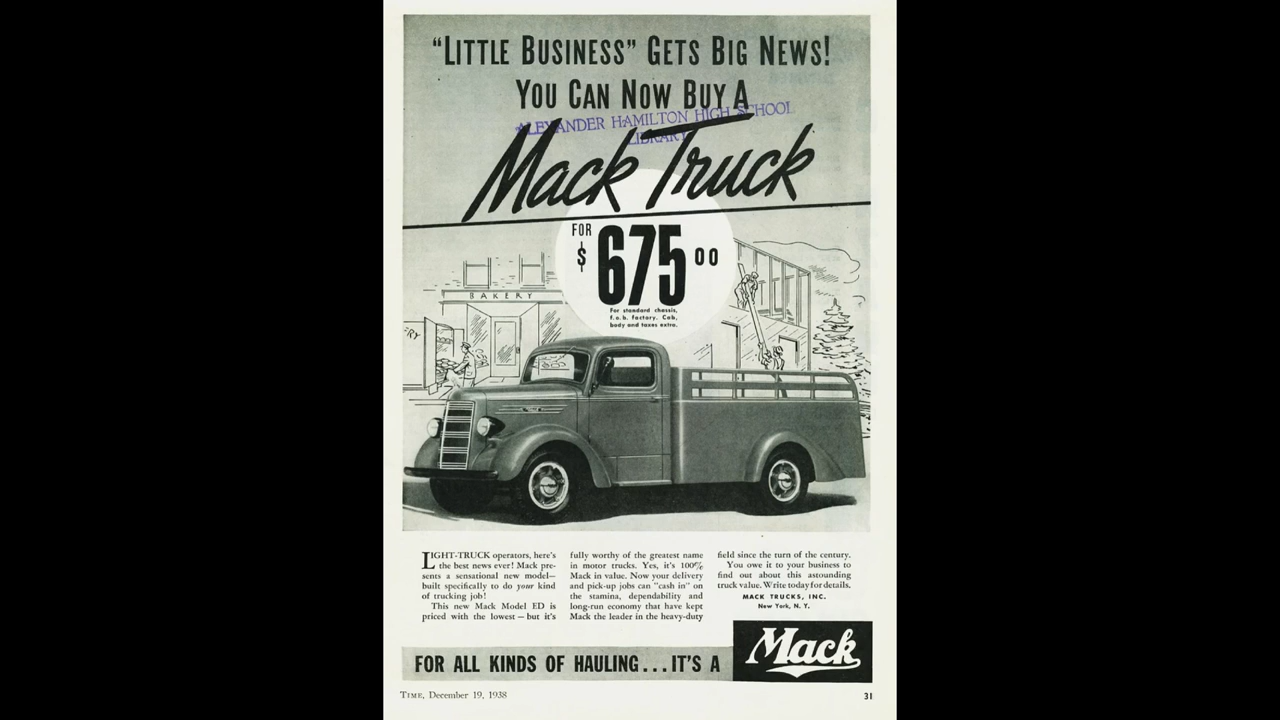 "LITTLE BUSINESS" GETS BIG NEWS!
YOU CAN NOW BUY A
ALEXANDER HAMILTON HIGH SCHOOL
LIBRARY
Mack Truck
FOR
$675 00
For standard chassis,
f.o.b. factory. Cab,
body and taxes extra.
BAKERY
RY
LIGHT-TRUCK operators, here's
the best news ever! Mack pre-
sents a sensational new model—
built specifically to do your kind
of trucking job!
This new Mack Model ED is
priced with the lowest—but it's
fully worthy of the greatest name
in motor trucks. Yes, it's 100%
Mack in value. Now your delivery
and pick-up jobs can "cash in" on
the stamina, dependability and
long-run economy that have kept
Mack the leader in the heavy-duty
field since the turn of the century.
You owe it to your business to
find out about this astounding
truck value. Write today for details.
MACK TRUCKS, INC.
New York, N. Y.
FOR ALL KINDS OF HAULING...IT'S A
Mack
TIME, December 19, 1938
31